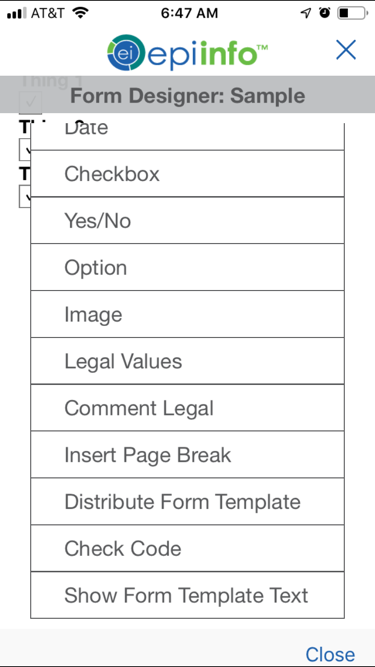 AT&T 6:47 AM
ei epiinfo™
Thing 1
Form Designer: Sample
Date
Checkbox
Yes/No
Option
Image
Legal Values
Comment Legal
Insert Page Break
Distribute Form Template
Check Code
Show Form Template Text
Close